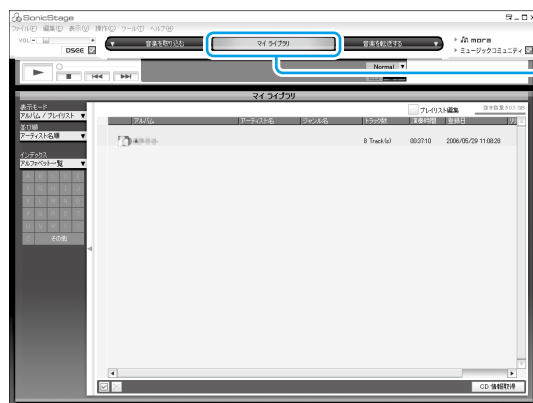 SonicStage
ファイル(F) 編集(E) 表示(V) 操作(C) ツール(T) ヘルプ(H)
VOL - +
DSEE
音楽を取り込む
マイ ライブラリ
音楽を転送する
more
ミュージックコミュニティ
Normal
マイ ライブラリ
表示モード
アルバム / プレイリスト
並び順
アーティスト名順
インデックス
アルファベット一覧
その他
プレイリスト編集
アルバム アーティスト名 ジャンル名 トラック数 演奏時間 登録日
8 Track(s) 00:37:10 2006/05/29 11:08:28
CD 情報取得